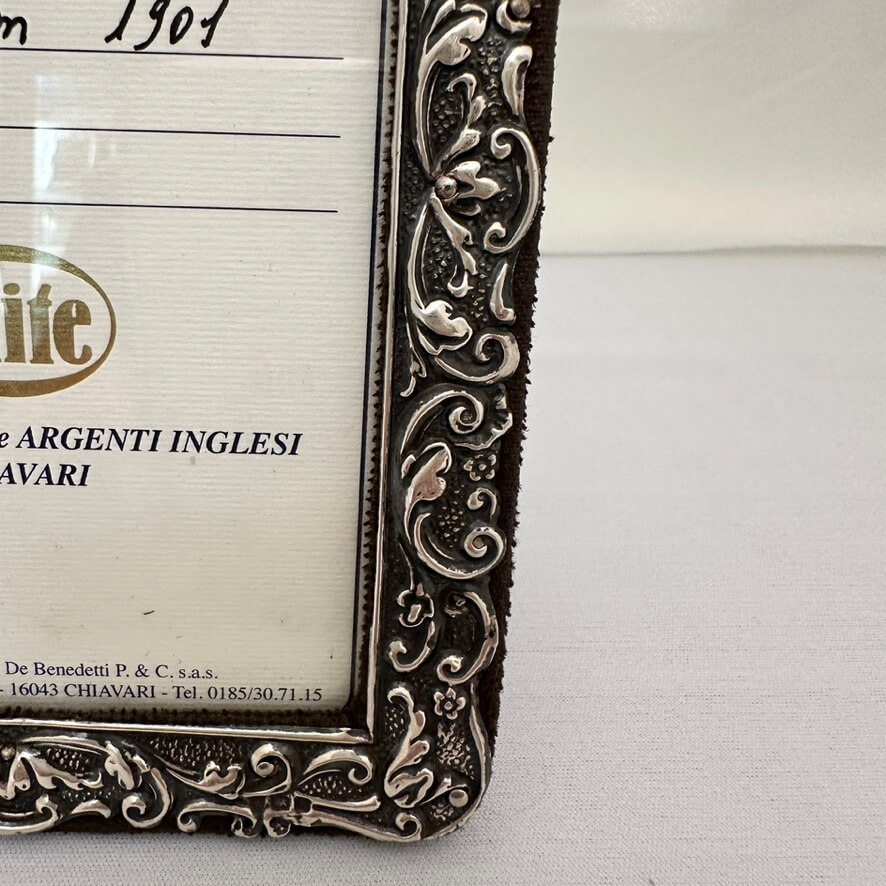 m 1901
ife
e ARGENTI INGLESI
AVARI
De Benedetti P. & C. s.a.s.
- 16043 CHIAVARI - Tel. 0185/30.71.15